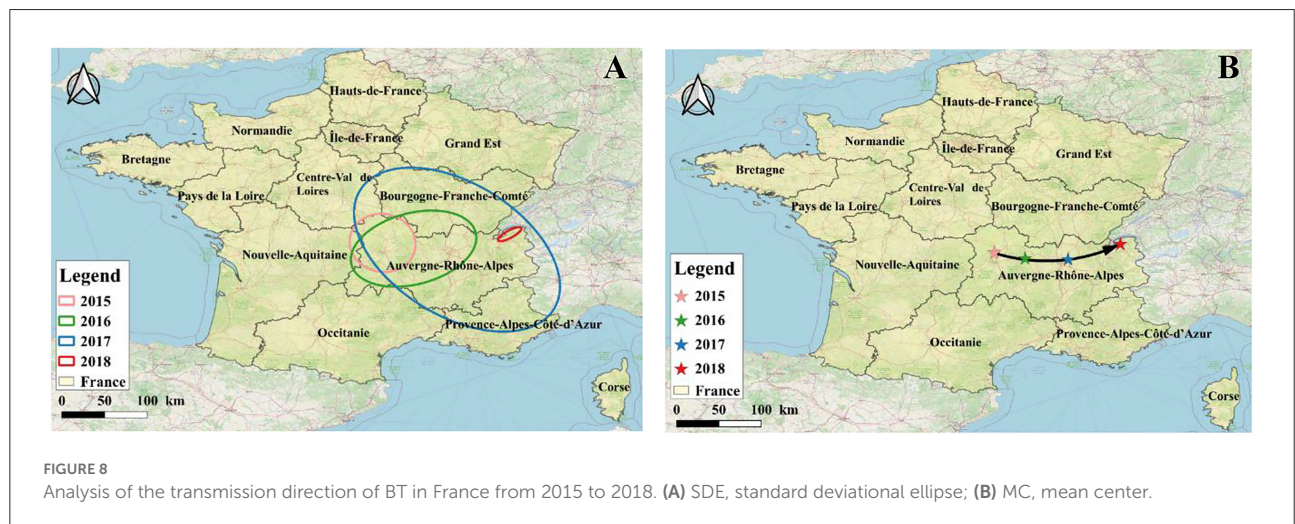 A
Hauts-de-France
Normandie
Île-de-France
Grand Est
Bretagne
Centre-Val de
Loires
Pays de la Loire
Bourgogne-Franche-Comté
Nouvelle-Aquitaine
Auvergne-Rhône-Alpes
Occitanie
Provence-Alpes-Côté-d'Azur
Corse
Legend
2015
2016
2017
2018
France
0 50 100 km
B
Hauts-de-France
Normandie
Île-de-France
Grand Est
Bretagne
Centre-Val de
Loires
Pays de la Loire
Bourgogne-Franche-Comté
Nouvelle-Aquitaine
Auvergne-Rhône-Alpes
Occitanie
Provence-Alpes-Côté-d'Azur
Corse
Legend
2015
2016
2017
2018
France
0 50 100 km
FIGURE 8
Analysis of the transmission direction of BT in France from 2015 to 2018. (A) SDE, standard deviational ellipse; (B) MC, mean center.